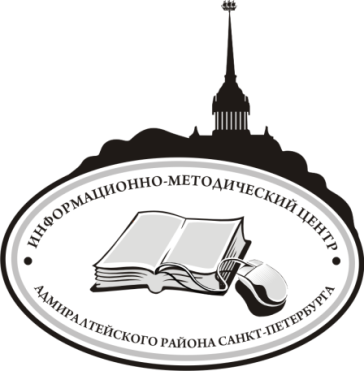 ИНФОРМАЦИОННО-МЕТОДИЧЕСКИЙ ЦЕНТР
АДМИРАЛТЕЙСКОГО РАЙОНА САНКТ-ПЕТЕРБУРГА